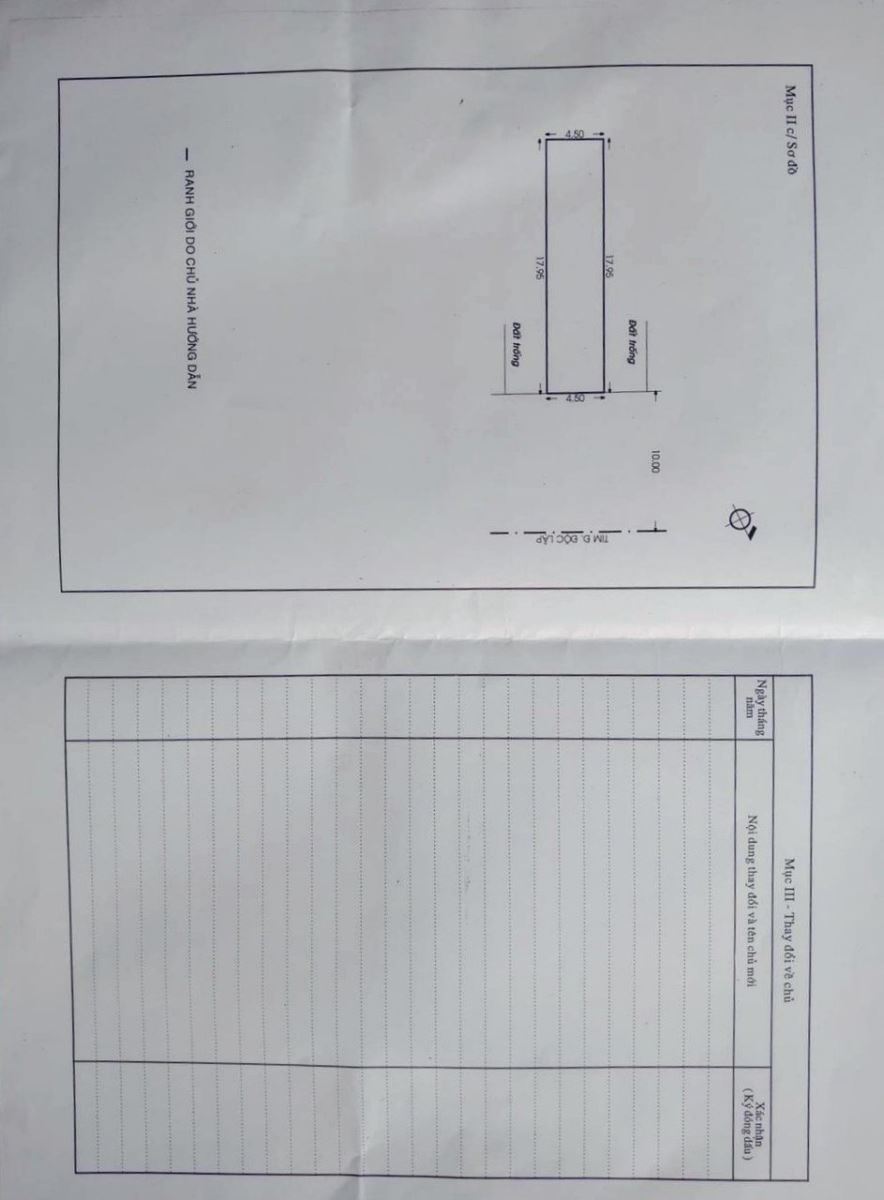 Mục II c/ Sơ đồ
4.50
17.95
17.95
Đất trống
Đất trống
4.50
10.00
TIM Đ. ĐỘC LẬP
RANH GIỚI DO CHỦ NHÀ HƯỚNG DẪN
Mục III - Thay đổi về chủ
Ngày tháng
năm
Nội dung thay đổi và tên chủ mới
Xác nhận
( Ký đóng dấu )